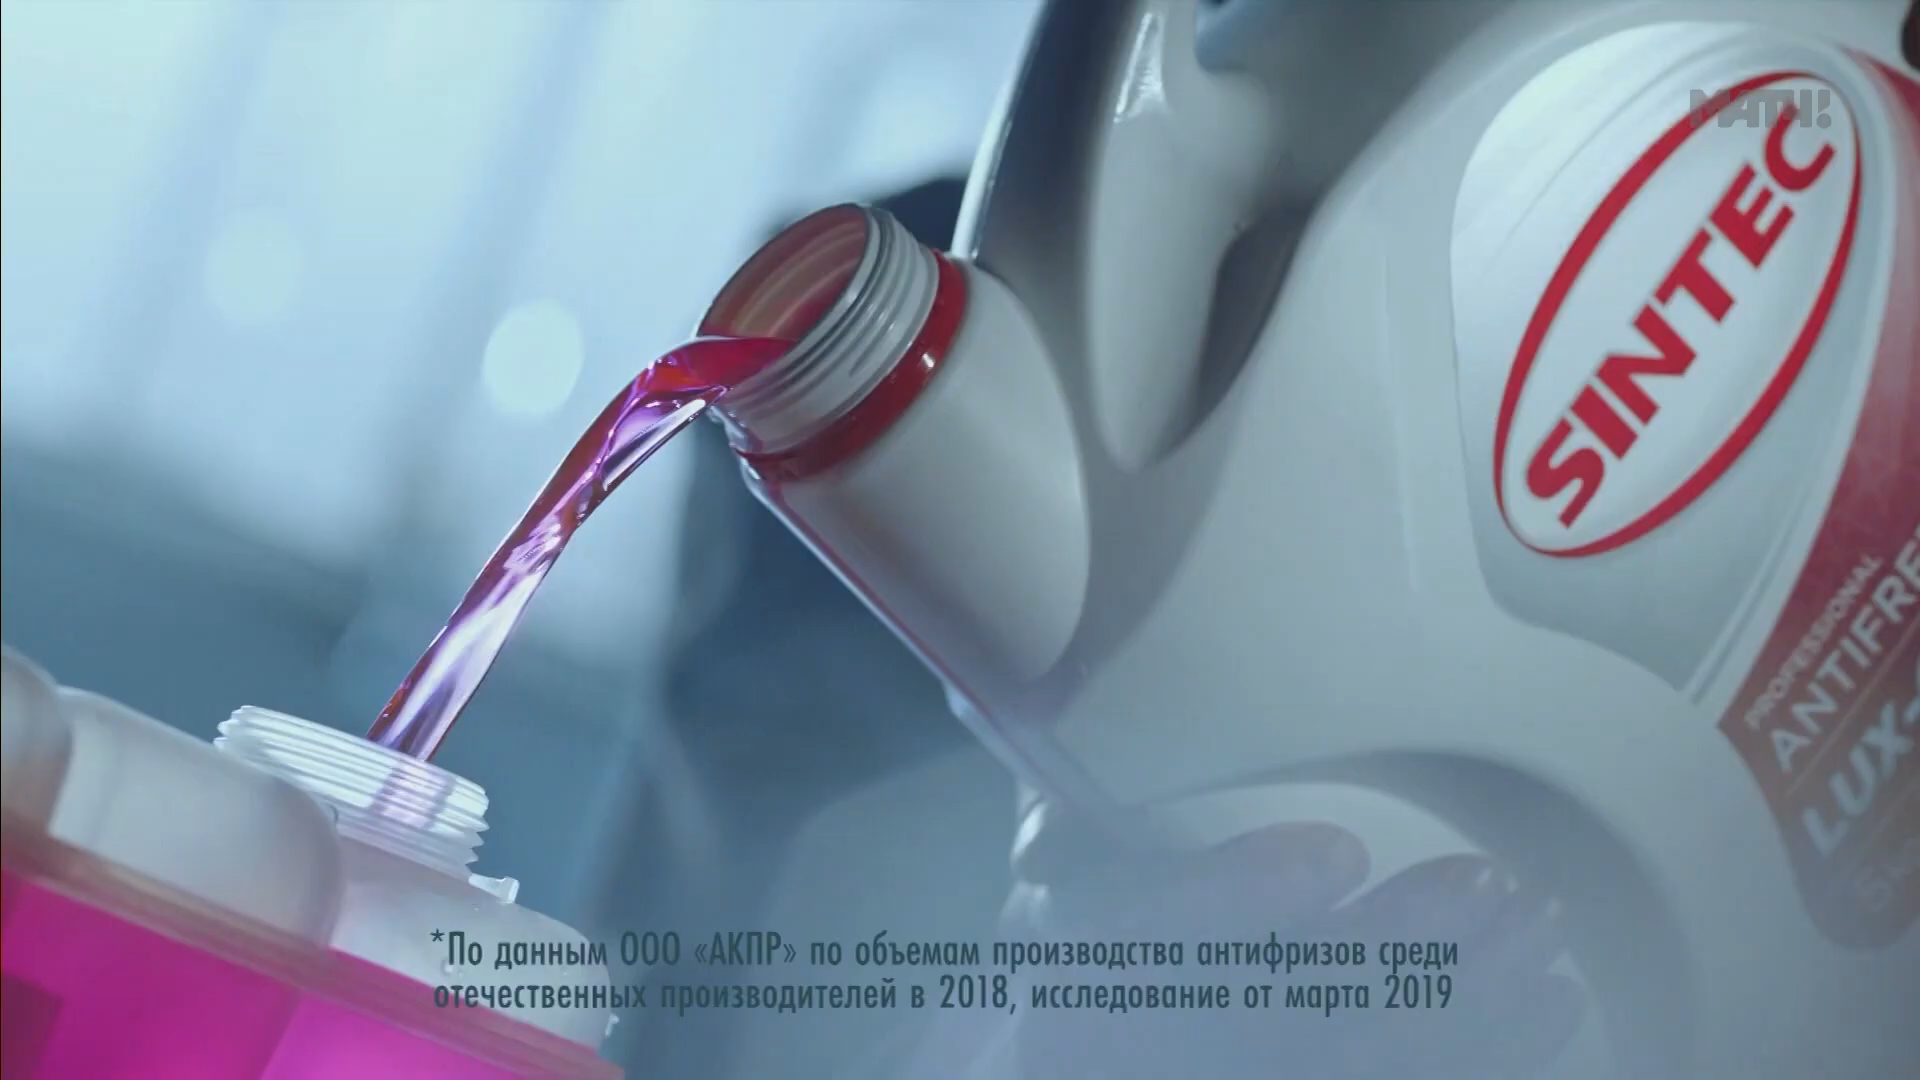 МАТЧ!
SINTEC
PROFESSIONAL
LUX-
*По данным ООО «АКПР» по объемам производства антифризов среди
отечественных производителей в 2018, исследование от марта 2019